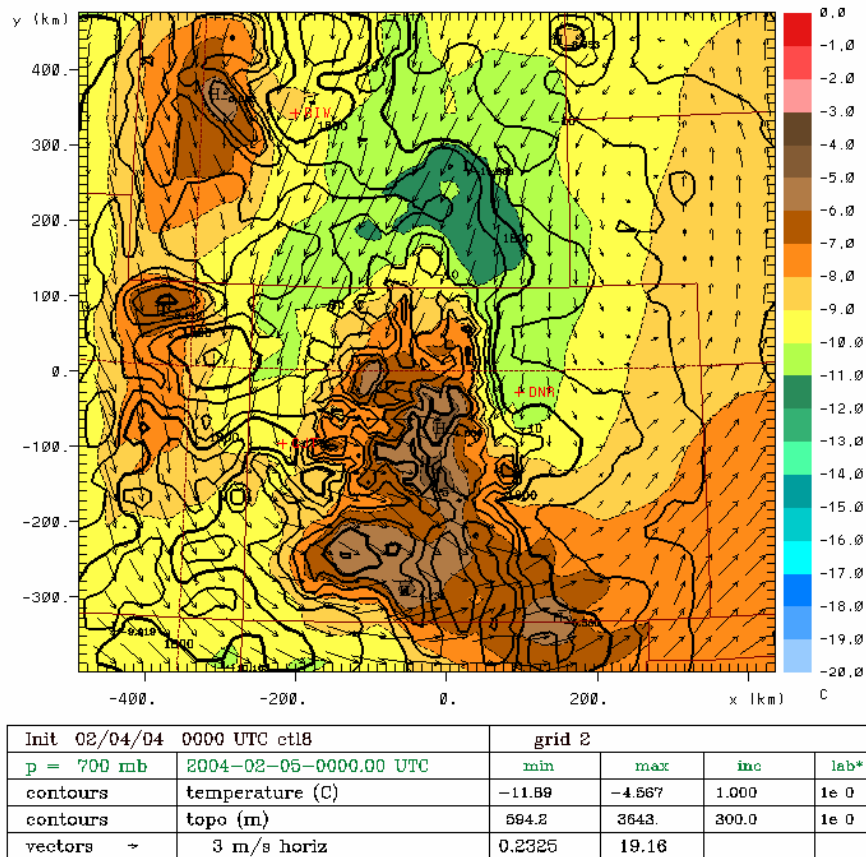 y (km)
400.
300.
200.
100.
0.
-100.
-200.
-300.
-400. -200. 0. 200. x (km)
0.0
-1.0
-2.0
-3.0
-4.0
-5.0
-6.0
-7.0
-8.0
-9.0
-10.0
-11.0
-12.0
-13.0
-14.0
-15.0
-16.0
-17.0
-18.0
-19.0
-20.0
C
RIW
DNR
1800
1800
H
H
Init 02/04/04 0000 UTC ctl8 grid 2
p = 700 mb 2004-02-05-0000.00 UTC min max inc lab*
contours temperature (C) -11.89 -4.567 1.000 1e 0
contours topo (m) 594.2 3643. 300.0 1e 0
vectors → 3 m/s horiz 0.2325 19.16